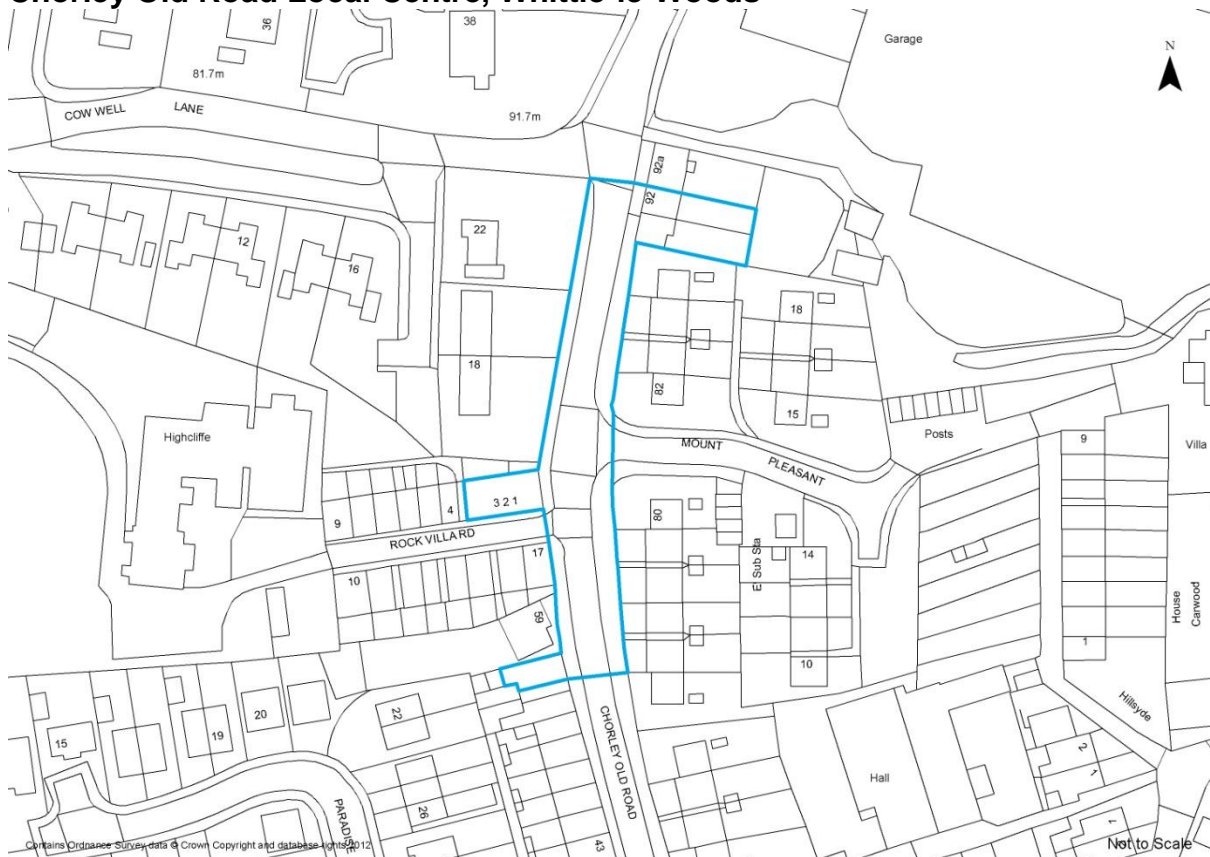 Chorley Old Road Local Centre, Whittle-le-Woods
36
38
Garage
N
81.7m
COW WELL LANE
91.7m
92a
92
22
12
16
18
18
82
15
Highcliffe
MOUNT PLEASANT
Posts
9
Villa
3 2 1
4
9
80
ROCK VILLA RD
17
El Sub Sta
14
10
59
House
Carwood
1
10
22
20
19
15
Hillsyde
CHORLEY OLD ROAD
2
1
Hall
26
PARADISE
43
1
Contains Ordnance Survey data © Crown Copyright and database rights 2012
Not to Scale